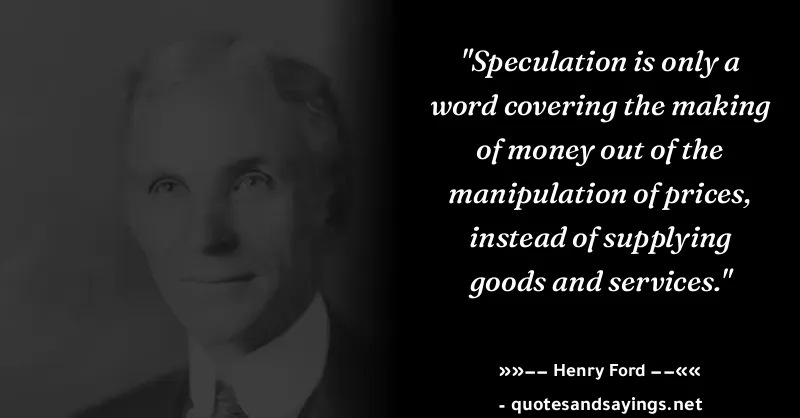 "Speculation is only a
word covering the making
of money out of the
manipulation of prices,
instead of supplying
goods and services."
»»−− Henry Ford −−««
- quotesandsayings.net